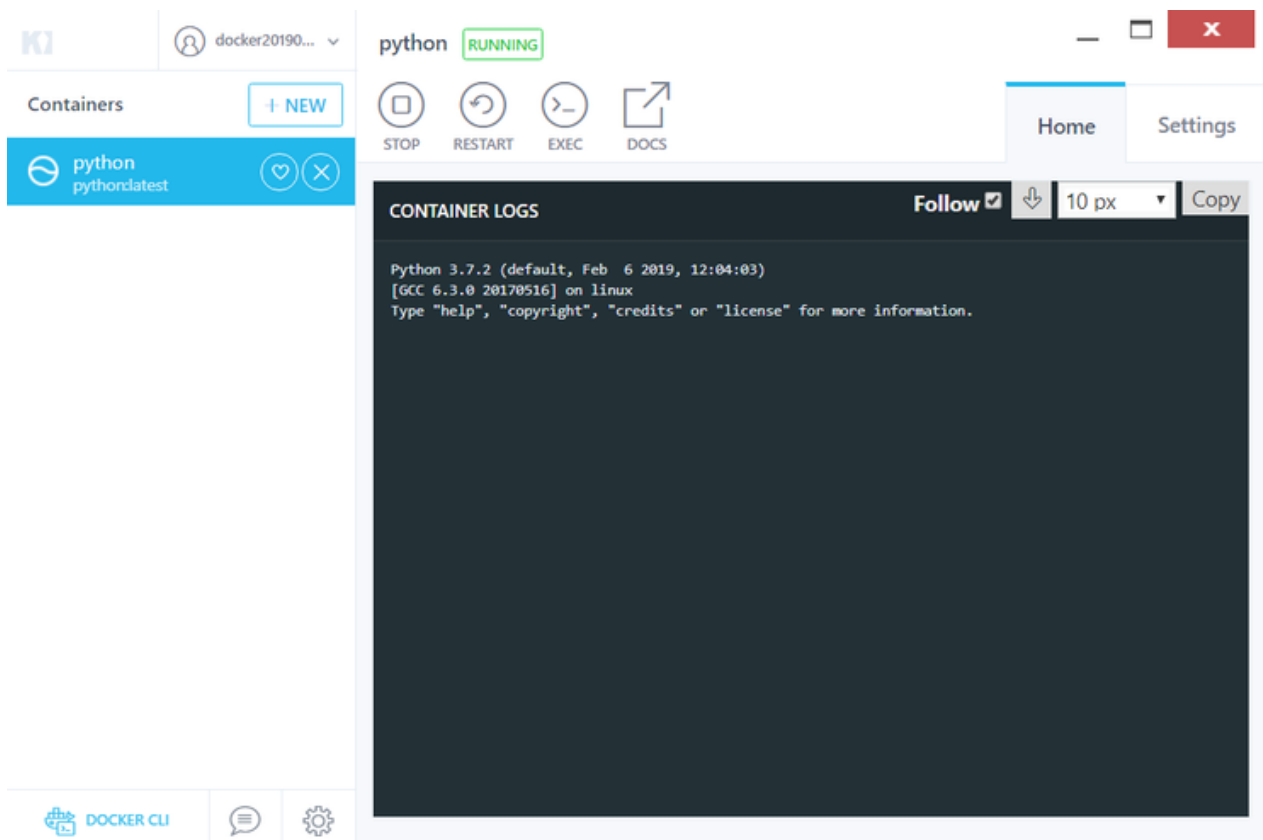 docker20190...
Containers
+ NEW
python
python:latest
DOCKER CLI
python RUNNING
STOP RESTART EXEC DOCS
Home Settings
CONTAINER LOGS
Follow 10 px Copy
Python 3.7.2 (default, Feb  6 2019, 12:04:03)
[GCC 6.3.0 20170516] on linux
Type "help", "copyright", "credits" or "license" for more information.